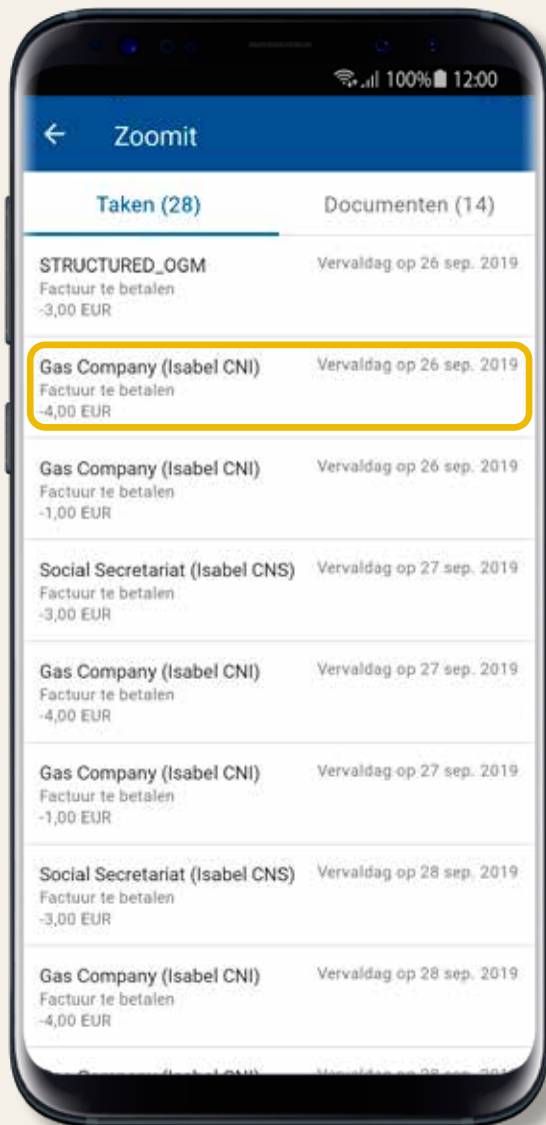 100% 12:00
Zoomit
Taken (28) Documenten (14)
STRUCTURED_OGM Vervaldag op 26 sep. 2019
Factuur te betalen
-3,00 EUR
Gas Company (Isabel CNI) Vervaldag op 26 sep. 2019
Factuur te betalen
-4,00 EUR
Gas Company (Isabel CNI) Vervaldag op 26 sep. 2019
Factuur te betalen
-1,00 EUR
Social Secretariat (Isabel CNS) Vervaldag op 27 sep. 2019
Factuur te betalen
-3,00 EUR
Gas Company (Isabel CNI) Vervaldag op 27 sep. 2019
Factuur te betalen
-4,00 EUR
Gas Company (Isabel CNI) Vervaldag op 27 sep. 2019
Factuur te betalen
-1,00 EUR
Social Secretariat (Isabel CNS) Vervaldag op 28 sep. 2019
Factuur te betalen
-3,00 EUR
Gas Company (Isabel CNI) Vervaldag op 28 sep. 2019
Factuur te betalen
-4,00 EUR